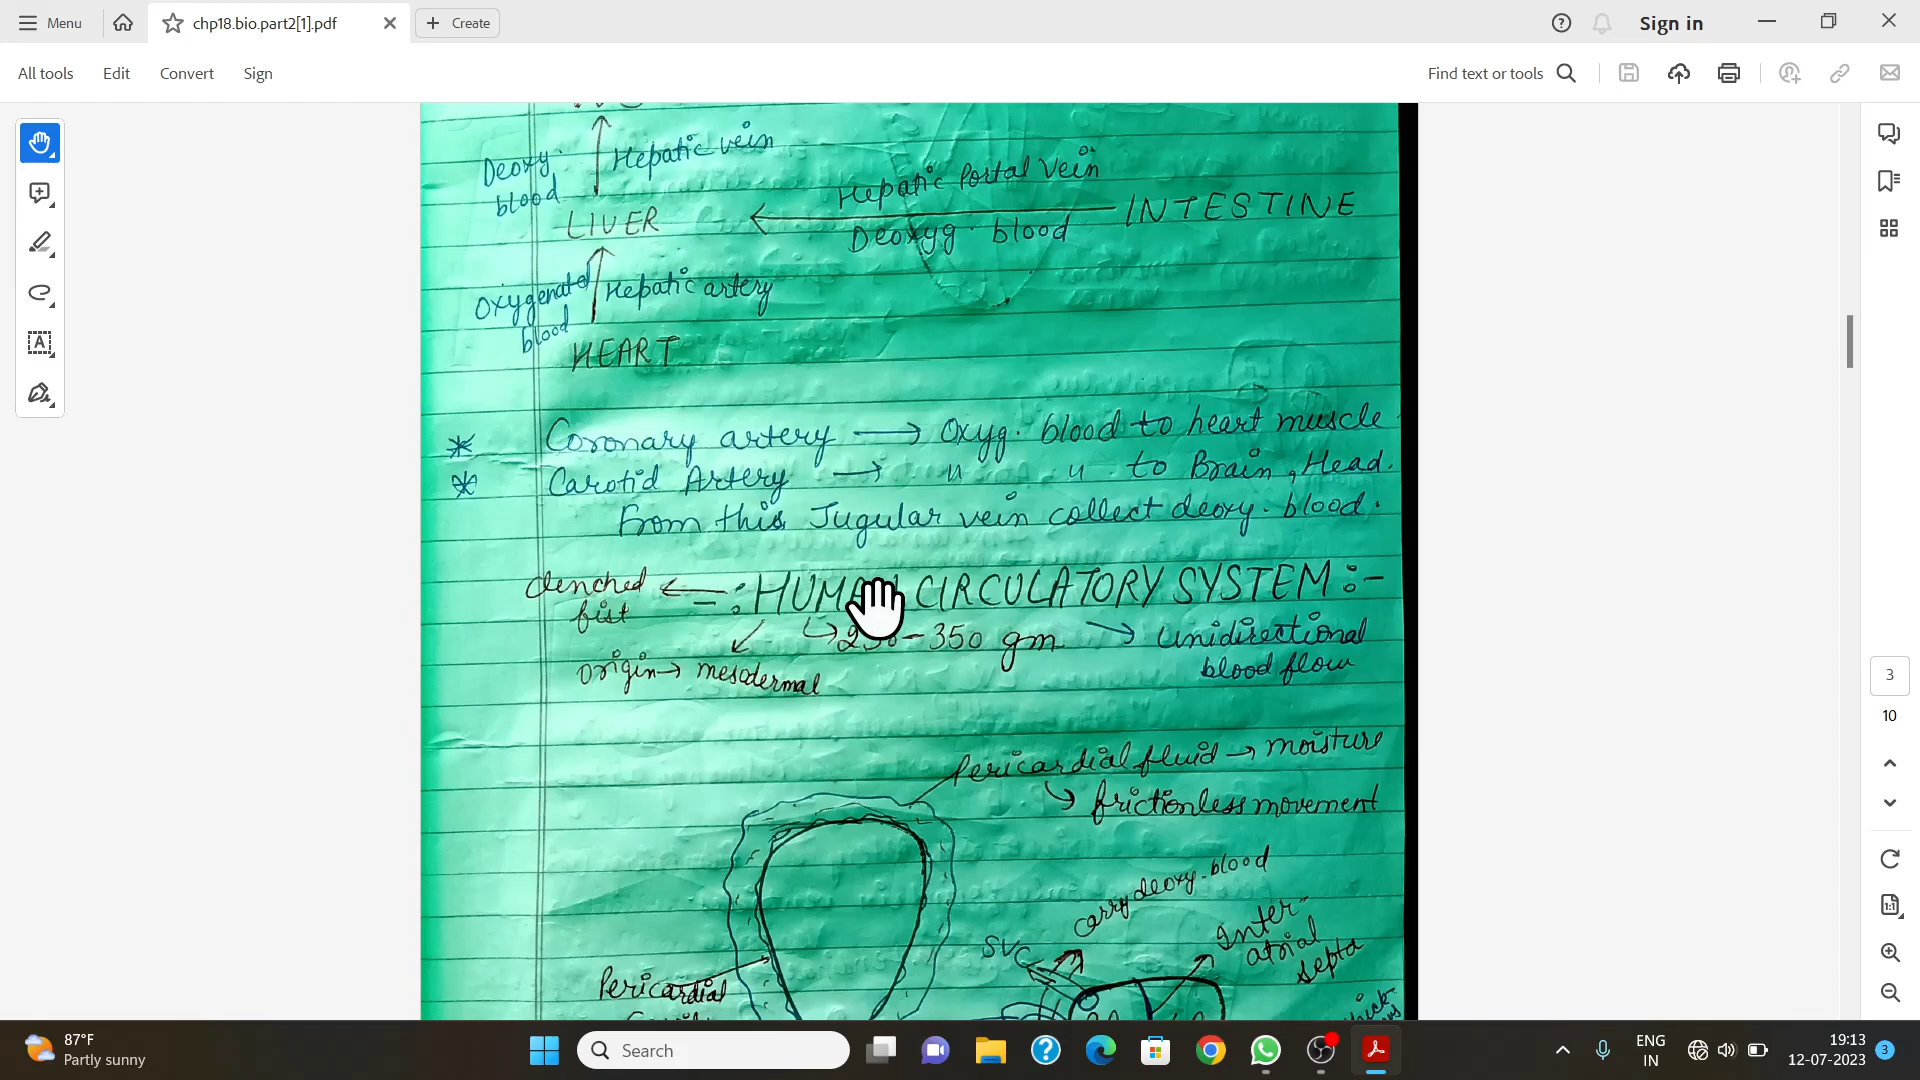 Menu
chp18.bio.part2[1].pdf
Create
Sign in
All tools
Edit
Convert
Sign
Find text or tools
Deoxy.
blood
Hepatic vein
LIVER
Hepatic Portal Vein
Deoxyg. blood
INTESTINE
Oxygenated
blood
Hepatic artery
HEART
* Coronary artery → Oxyg. blood to heart muscle
* Carotid Artery → " " to Brain, Head.
From this Jugular vein collect deoxy. blood.
clenched
fist
-: HUMA CIRCULATORY SYSTEM :-
250-350 gm
unidirectional
blood flow
origin → mesodermal
Pericardial fluid → moisture
frictionless movement
carry deoxy. blood
SVC
Inter-
atrial
septa
Pericardial
3
10
87°F
Partly sunny
Search
ENG
IN
19:13
12-07-2023
3